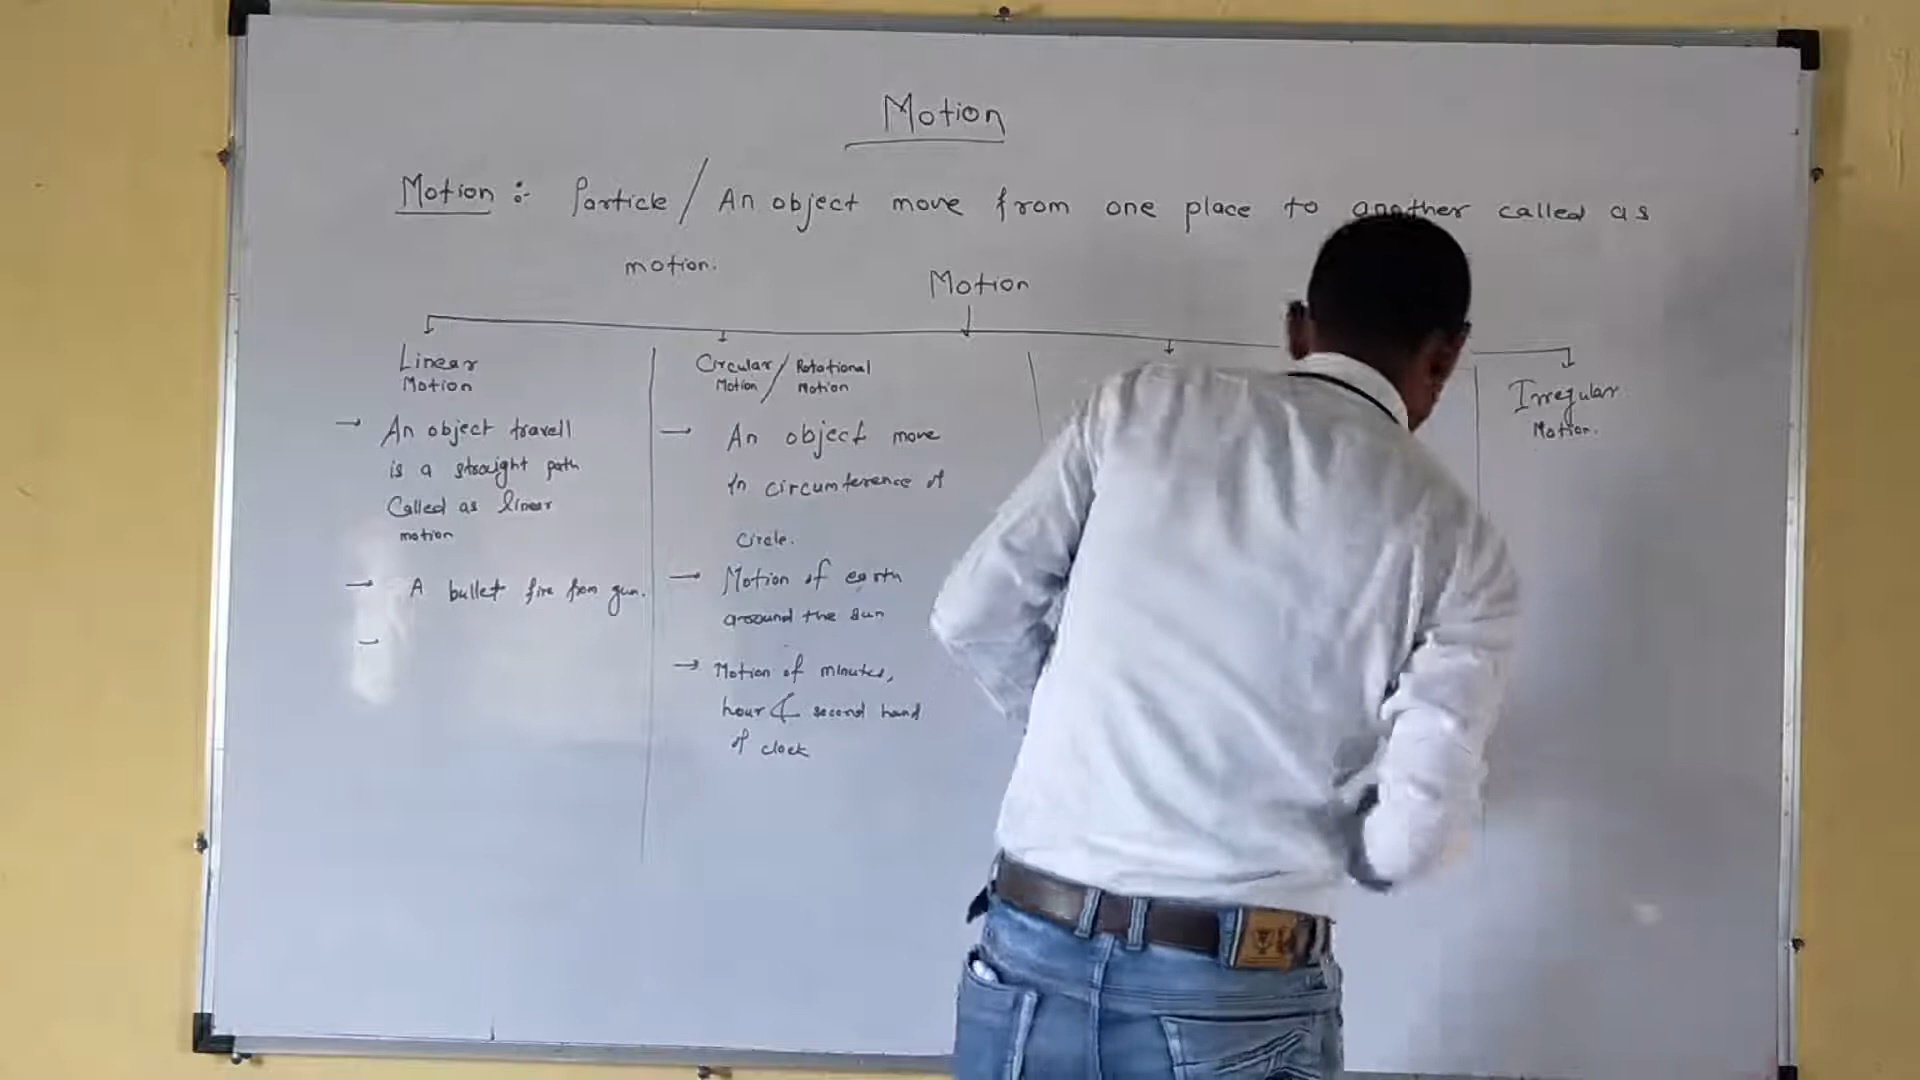 Motion
Motion :- Particle / An object move from one place to another called as
motion.
Motion
Linear
Motion
→ An object travell
is a straight path
Called as linear
motion
→ A bullet fire from gun.
Circular / Rotational
Motion / Motion
→ An object move
in circumference of
circle.
→ Motion of earth
around the sun
→ Motion of minutes,
hour & second hand
of clock
Irregular
Motion.